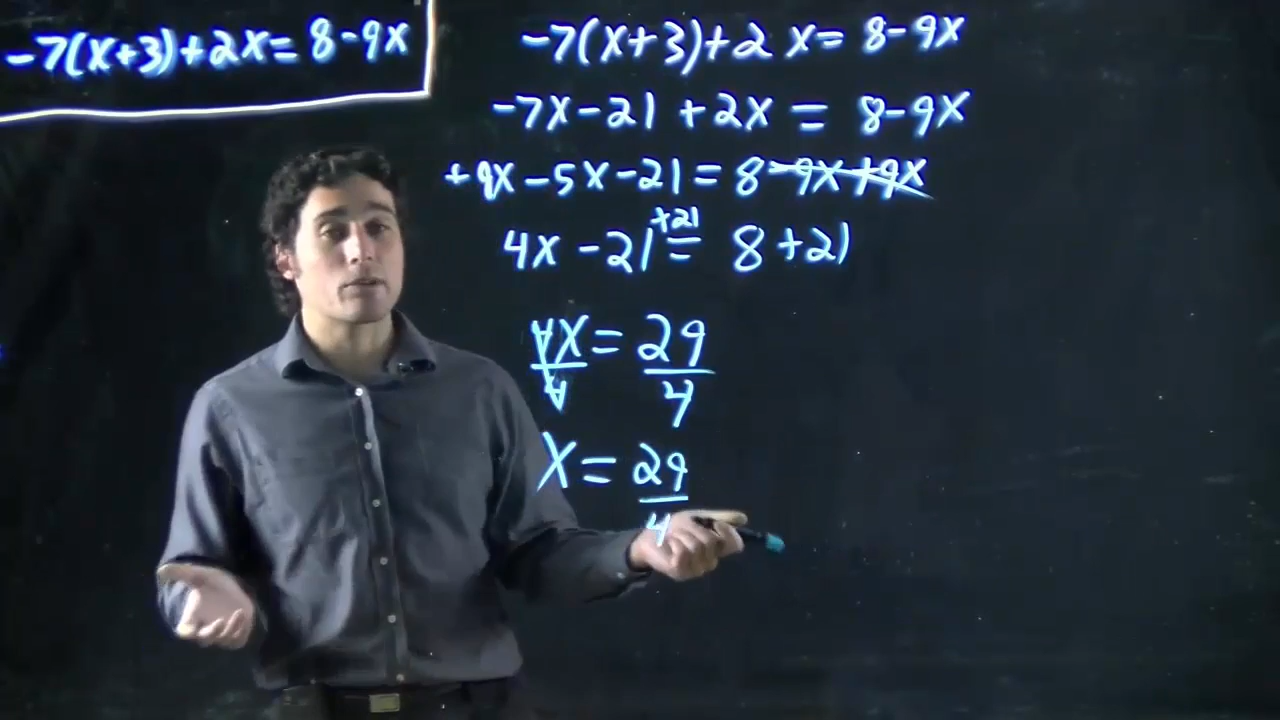 -7(x+3)+2x=8-9x
-7(x+3)+2x=8-9x
-7x-21+2x=8-9x
+9x-5x-21=8-9x+9x
+21
4x-21=8+21
4x=29
4 4
x=29
4